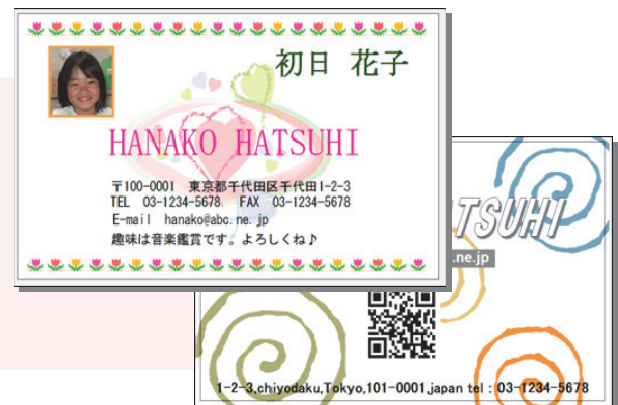 初日 花子
HANAKO HATSUHI
〒100-0001 東京都千代田区千代田1-2-3
TEL 03-1234-5678 FAX 03-1234-5678
E-mail hanako@abc.ne.jp
趣味は音楽鑑賞です。よろしくね♪
ATSUHI
.ne.jp
1-2-3,chiyodaku,Tokyo,101-0001,japan tel : 03-1234-5678